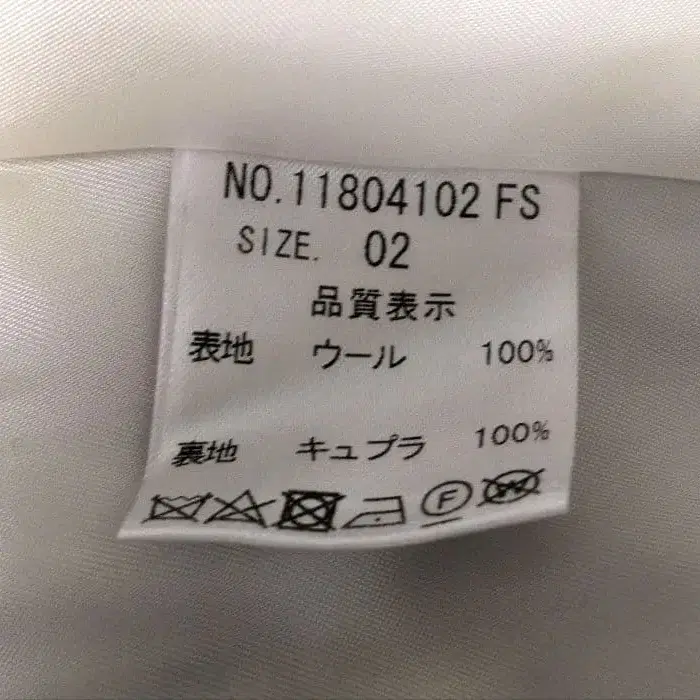 NO.11804102 FS
SIZE. 02
品質表示
表地 ウール 100%
裏地 キュプラ 100%
F W